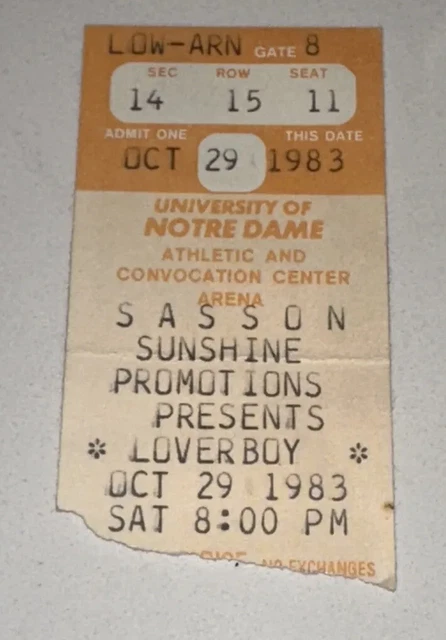 LOW-ARN GATE 8
SEC ROW SEAT
14 15 11
ADMIT ONE THIS DATE
OCT 29 1983
UNIVERSITY OF
NOTRE DAME
ATHLETIC AND
CONVOCATION CENTER
ARENA
SASSON
SUNSHINE
PROMOTIONS
PRESENTS
* LOVERBOY *
OCT 29 1983
SAT 8:00 PM
NO EXCHANGES